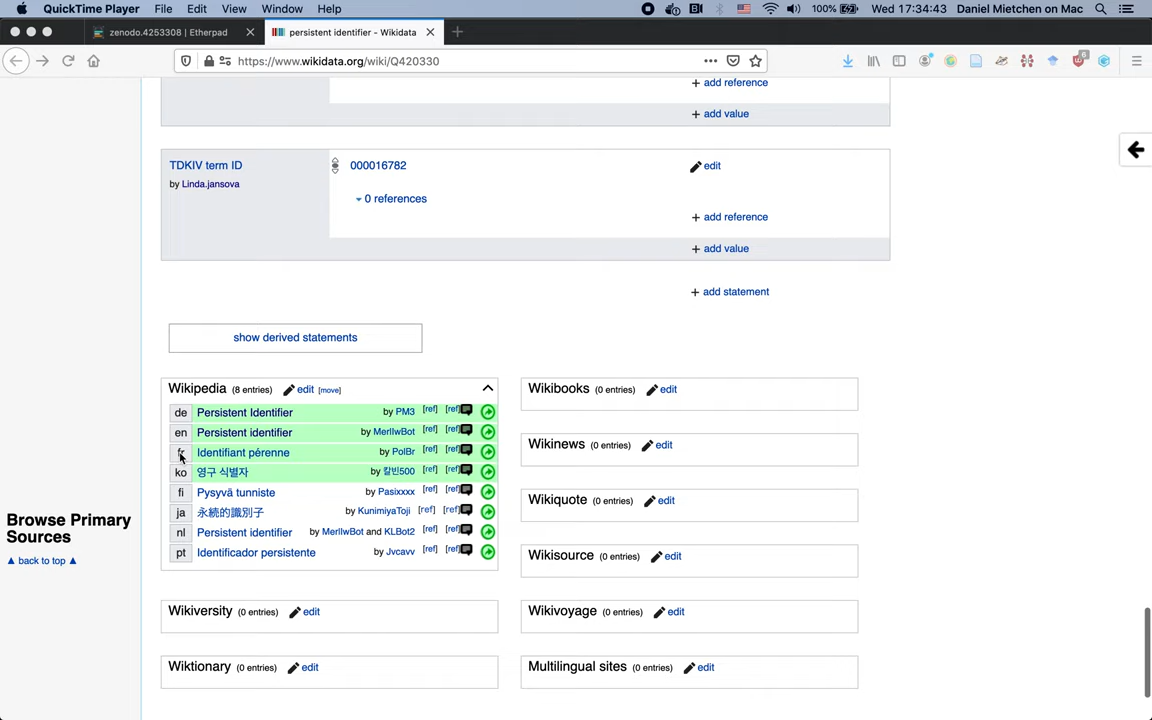 QuickTime Player File Edit View Window Help 100% Wed 17:34:43 Daniel Mietchen on Mac
zenodo.4253308 | Etherpad persistent identifier - Wikidata
https://www.wikidata.org/wiki/Q420330 6
+ add reference
+ add value
TDKIV term ID 000016782 edit
by Linda.jansova
0 references
+ add reference
+ add value
+ add statement
show derived statements
Wikipedia (8 entries) edit [move]
de Persistent Identifier by PM3 [ref] [ref]
en Persistent identifier by MerlIwBot [ref] [ref]
fr Identifiant pérenne by PolBr [ref] [ref]
ko 영구 식별자 by 칼빈500 [ref] [ref]
fi Pysyvä tunniste by Pasixxxx [ref] [ref]
ja 永続的識別子 by KunimiyaToji [ref] [ref]
nl Persistent identifier by MerlIwBot and KLBot2 [ref] [ref]
pt Identificador persistente by Jvcavv [ref] [ref]
Wikibooks (0 entries) edit
Wikinews (0 entries) edit
Wikiquote (0 entries) edit
Wikisource (0 entries) edit
Wikiversity (0 entries) edit
Wikivoyage (0 entries) edit
Wiktionary (0 entries) edit
Multilingual sites (0 entries) edit
Browse Primary
Sources
▲ back to top ▲